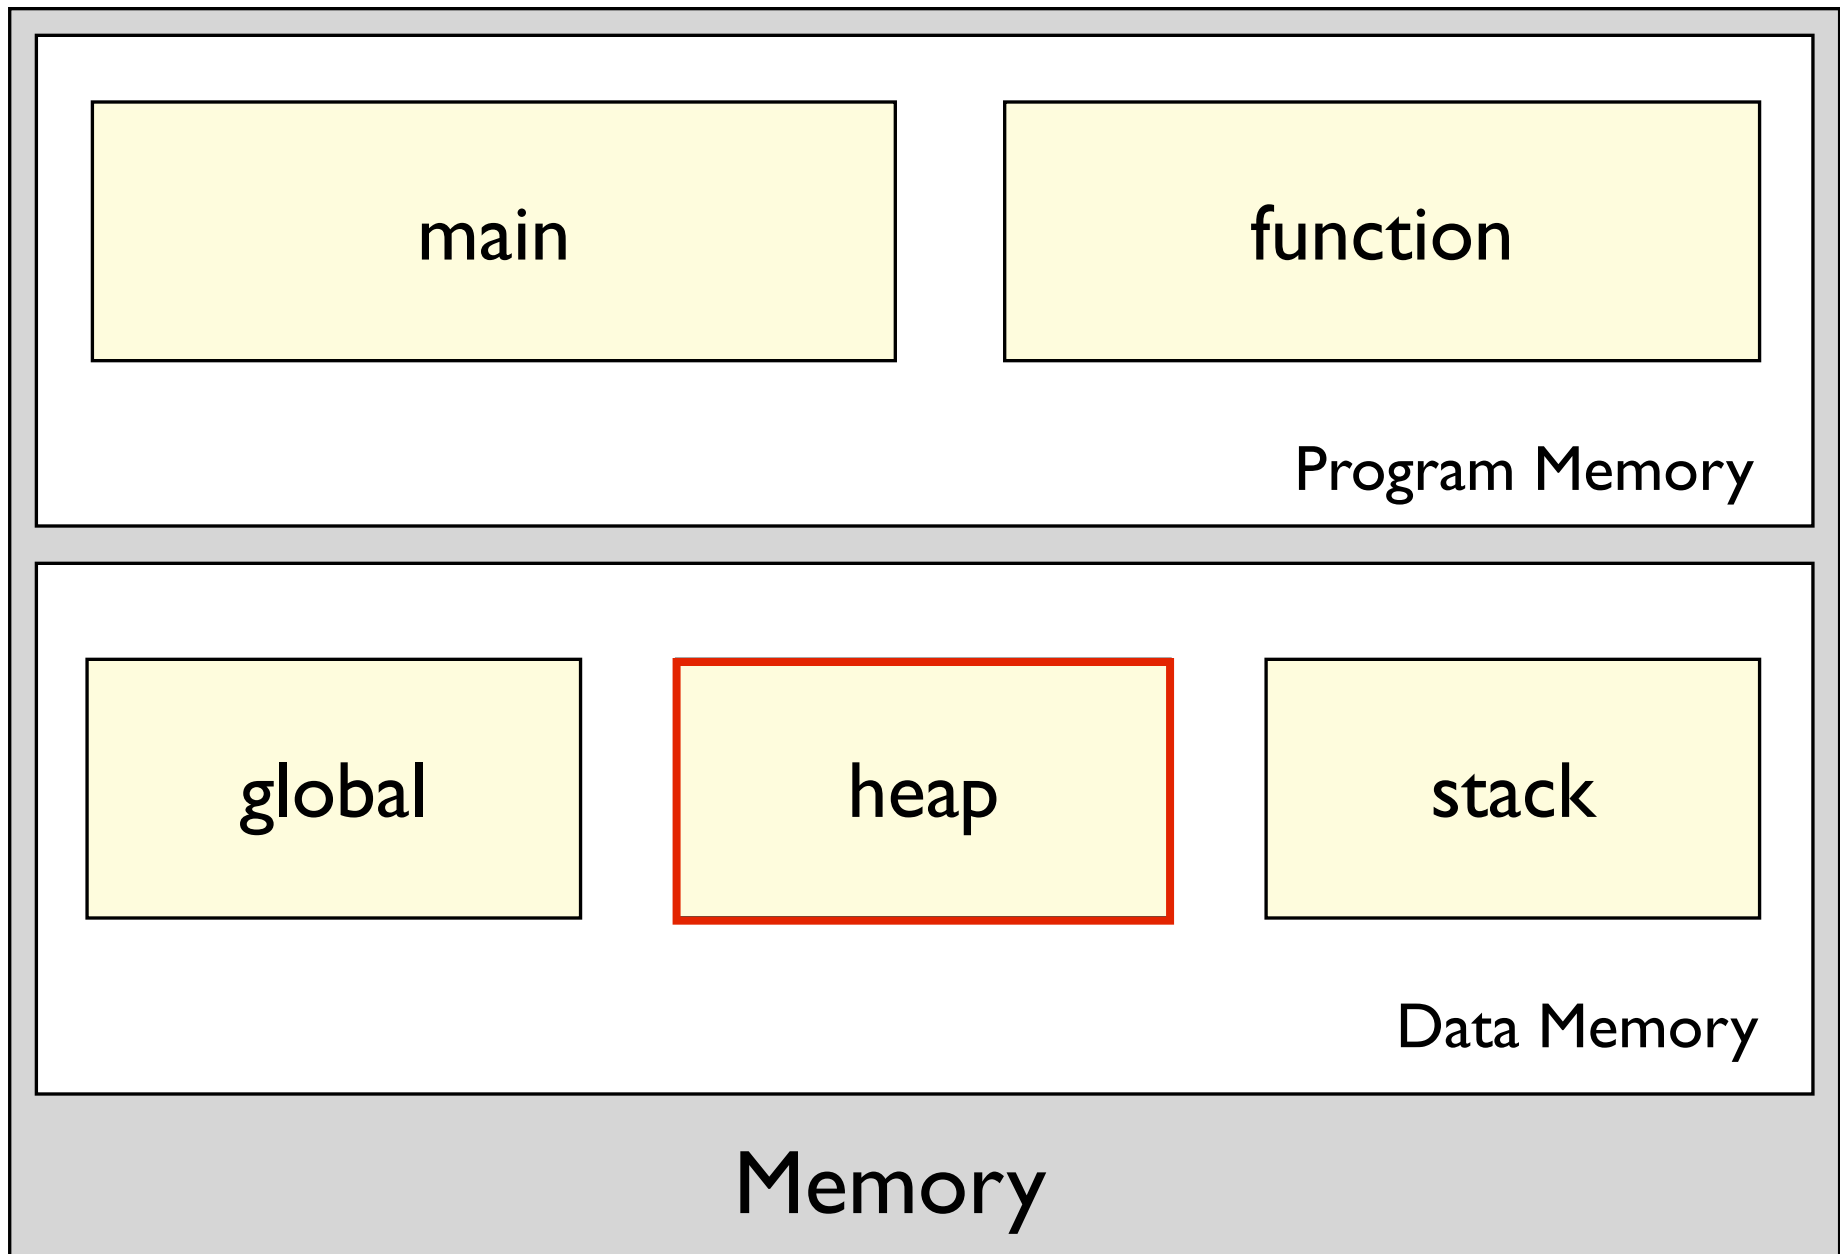 main
function
Program Memory
global
heap
stack
Data Memory
Memory